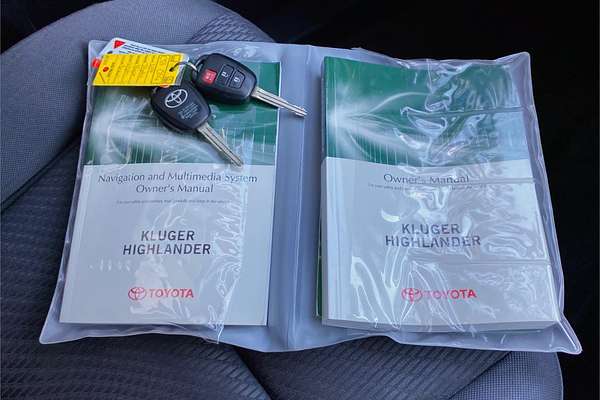 Navigation and Multimedia System
Owner's Manual
KLUGER
HIGHLANDER
TOYOTA
Owner's Manual
KLUGER
HIGHLANDER
TOYOTA